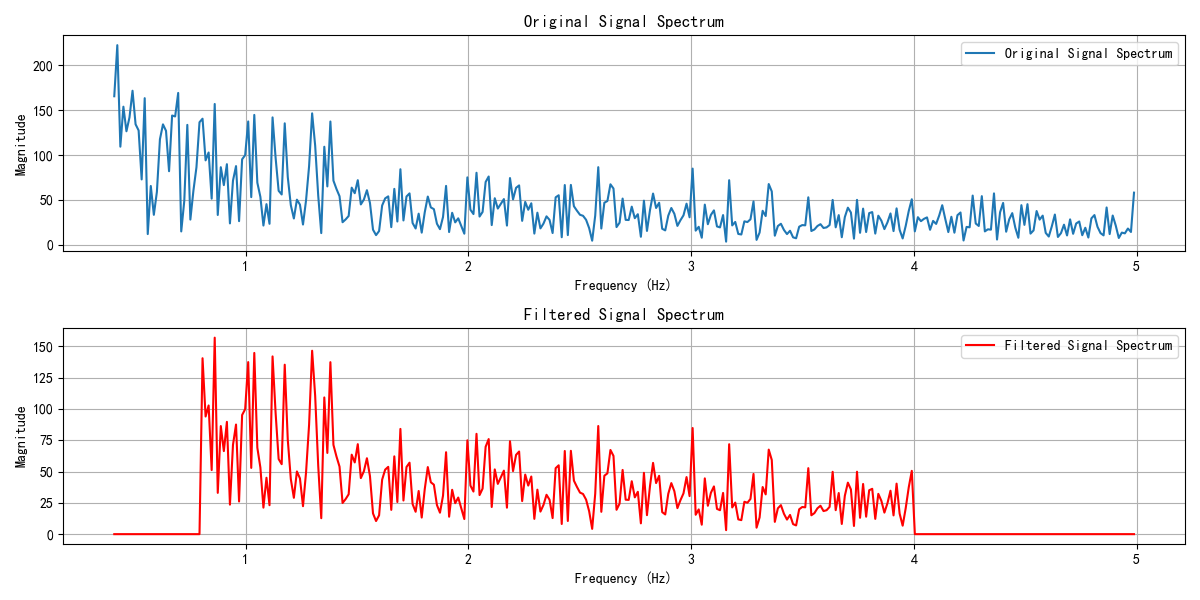 Original Signal Spectrum
Original Signal Spectrum
200
150
100
50
0
Magnitude
1 2 3 4 5
Frequency (Hz)
Filtered Signal Spectrum
Filtered Signal Spectrum
150
125
100
75
50
25
0
Magnitude
1 2 3 4 5
Frequency (Hz)